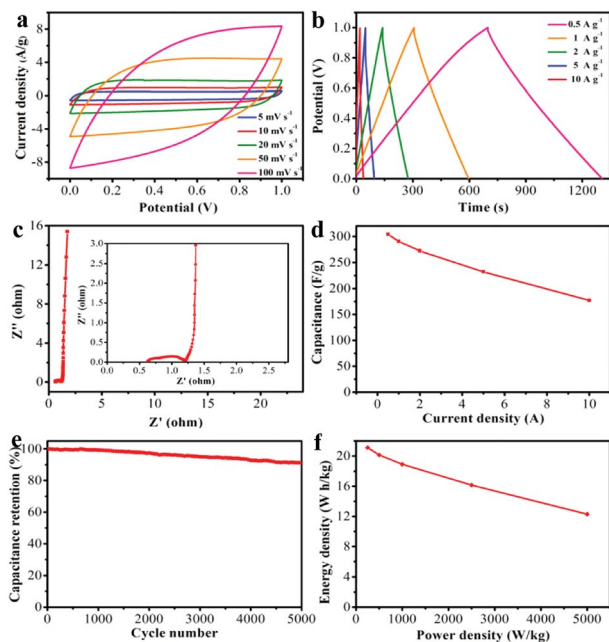 a
Current density (A/g)
8
4
0
-4
-8
0.0 0.2 0.4 0.6 0.8 1.0
Potential (V)
5 mV s⁻¹
10 mV s⁻¹
20 mV s⁻¹
50 mV s⁻¹
100 mV s⁻¹
b
Potential (V)
1.0
0.8
0.6
0.4
0.2
0.0
0 300 600 900 1200
Time (s)
0.5 A g⁻¹
1 A g⁻¹
2 A g⁻¹
5 A g⁻¹
10 A g⁻¹
c
Z'' (ohm)
16
12
8
4
0
0 5 10 15 20
Z' (ohm)
Z'' (ohm)
3.0
2.5
2.0
1.5
1.0
0.5
0.0
0.0 0.5 1.0 1.5 2.0 2.5
Z' (ohm)
d
Capacitance (F/g)
300
250
200
150
100
50
0
0 2 4 6 8 10
Current density (A)
e
Capacitance retention (%)
100
80
60
40
20
0
0 1000 2000 3000 4000 5000
Cycle number
f
Energy density (W h/kg)
20
16
12
8
4
0
0 1000 2000 3000 4000 5000
Power density (W/kg)